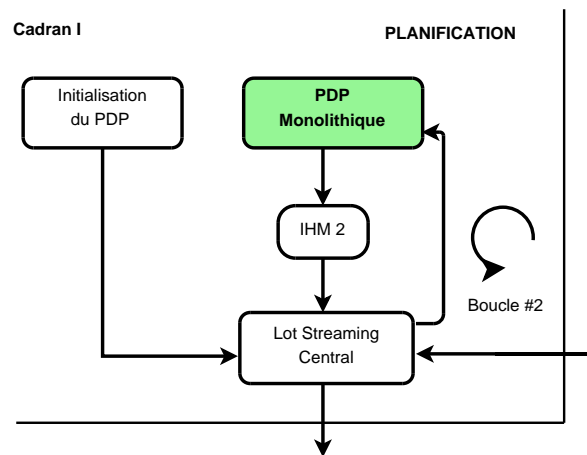 Cadran I
PLANIFICATION
Initialisation
du PDP
PDP
Monolithique
IHM 2
Boucle #2
Lot Streaming
Central